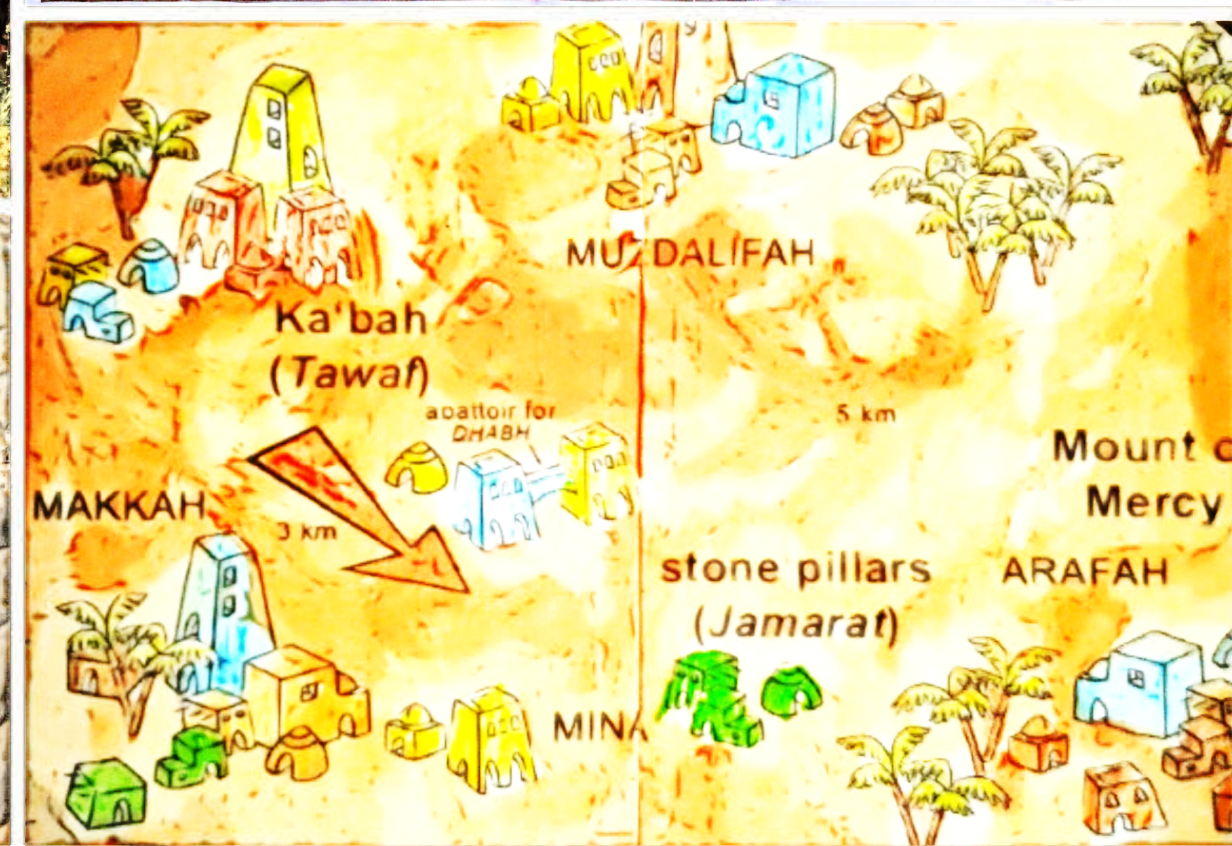 MUZDALIFAH
Ka'bah
(Tawaf)
abattoir for
DHABH
5 km
Mount
Mercy
MAKKAH
3 km
stone pillars
(Jamarat)
ARAFAH
MINA